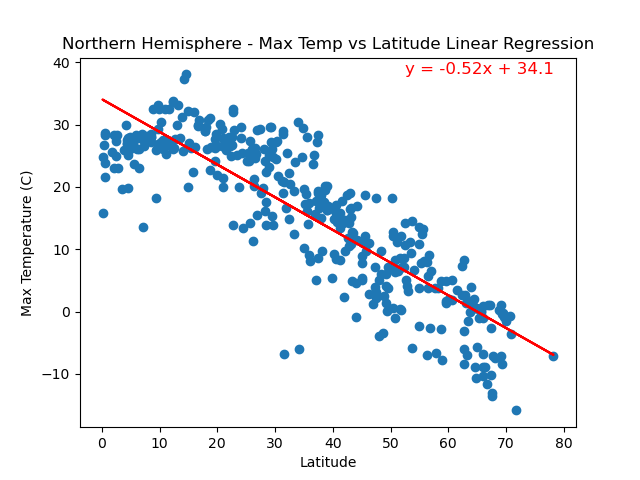 Northern Hemisphere - Max Temp vs Latitude Linear Regression
y = -0.52x + 34.1
40
30
20
10
0
−10
Max Temperature (C)
0 10 20 30 40 50 60 70 80
Latitude